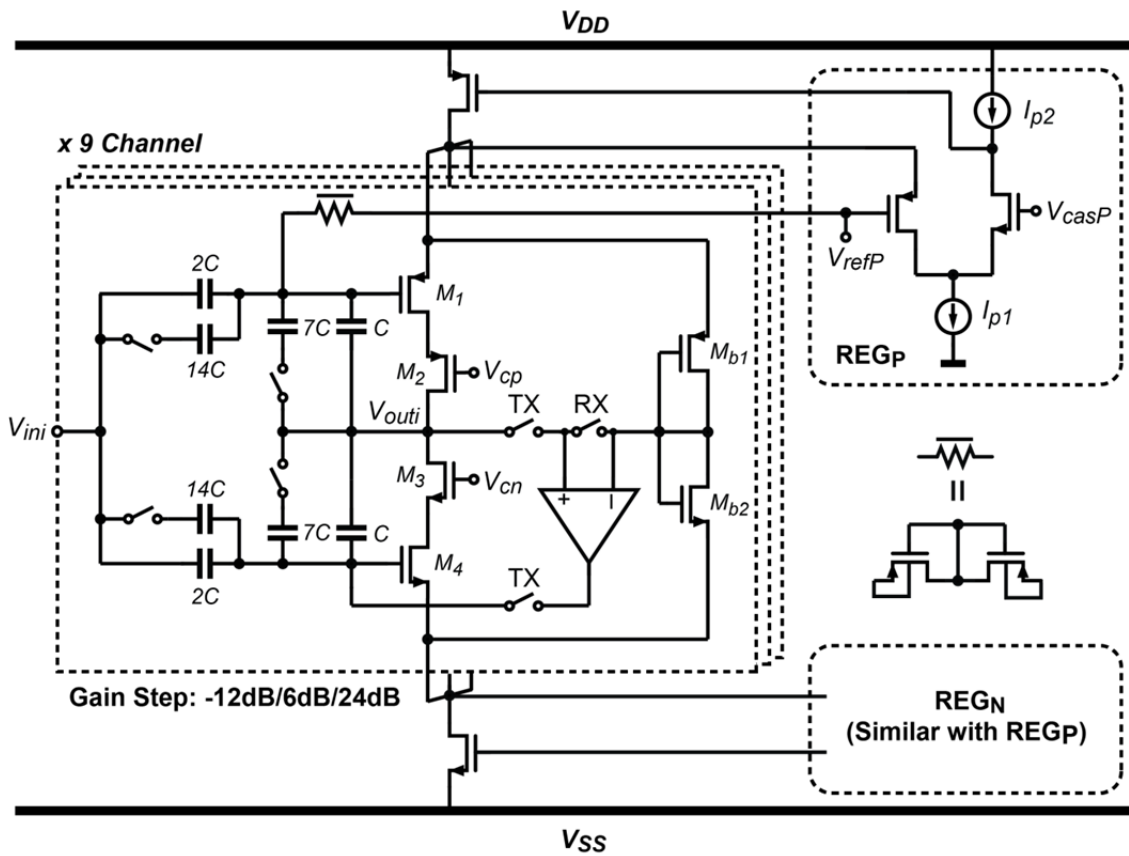 VDD
x 9 Channel
Ip2
2C
VcasP
VrefP
M1
7C
C
14C
Ip1
REGP
Mb1
M2
Vcp
Vouti
TX
RX
Vini
M3
Vcn
+
–
14C
7C
C
Mb2
M4
2C
TX
Gain Step: -12dB/6dB/24dB
REGN
(Similar with REGP)
VSS